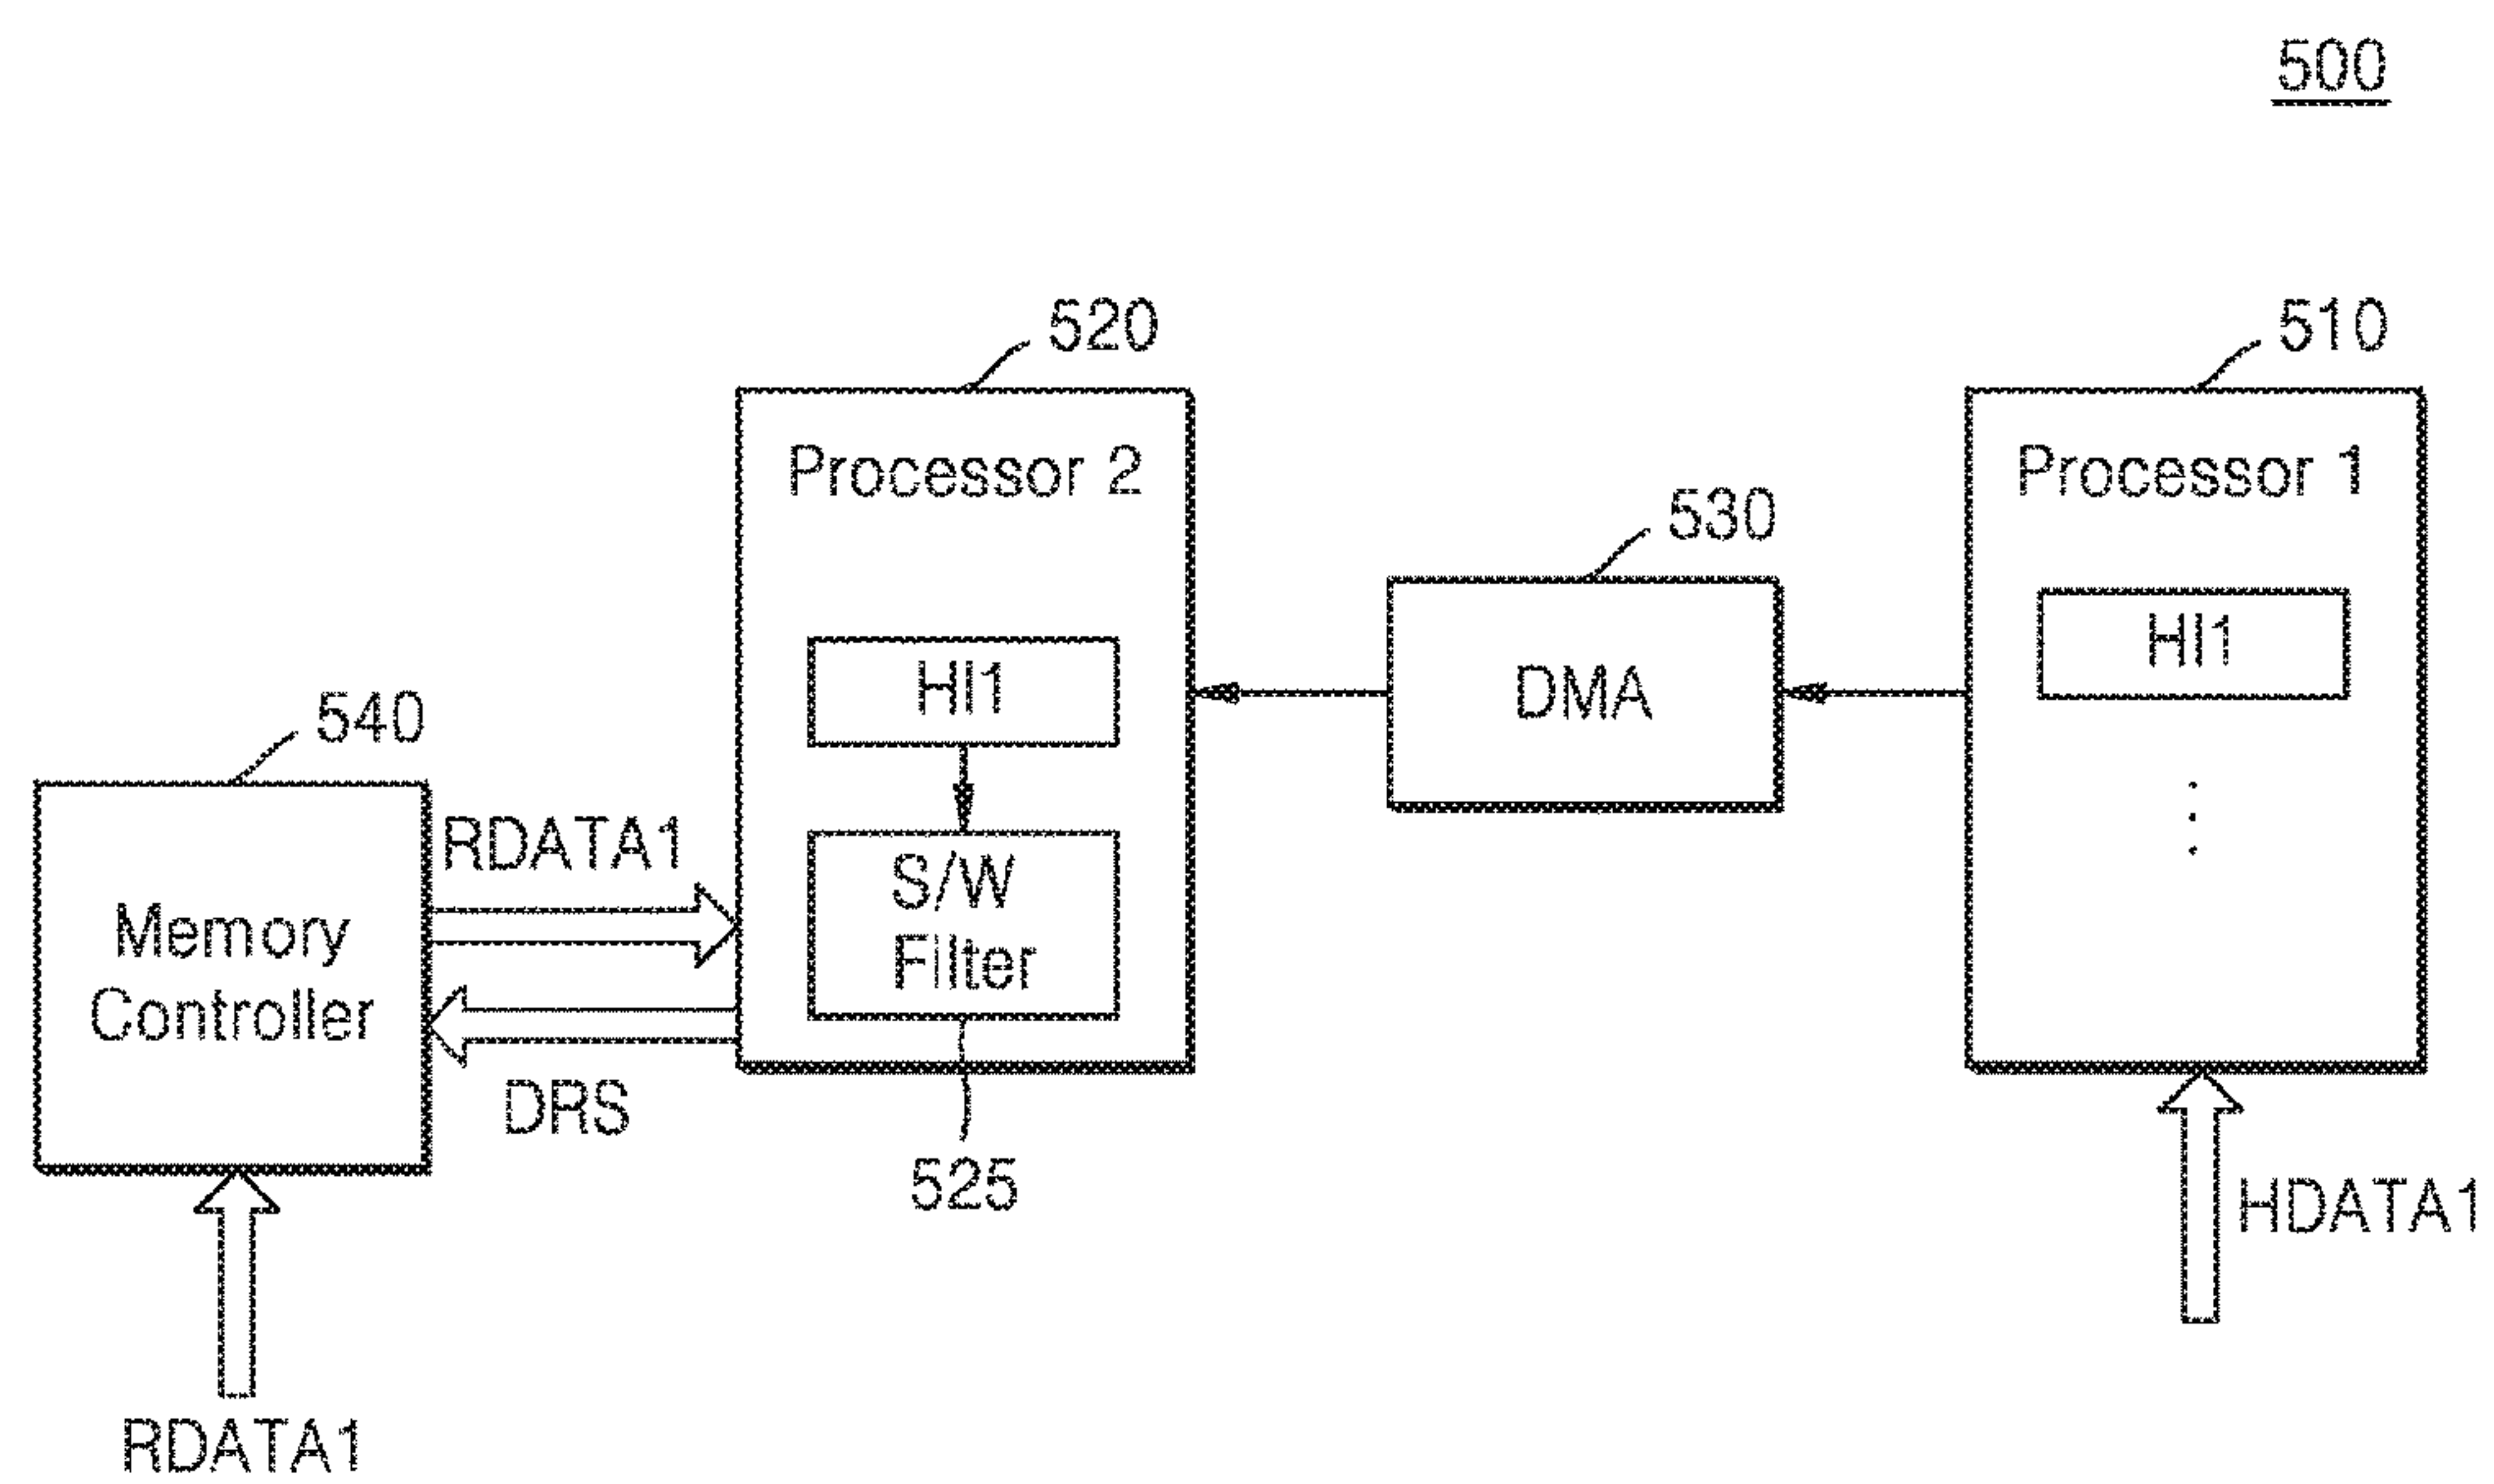 500
520
510
Processor 2
Processor 1
530
HI1
HI1
DMA
540
RDATA1
S/W
Filter
Memory
Controller
DRS
525
HDATA1
RDATA1